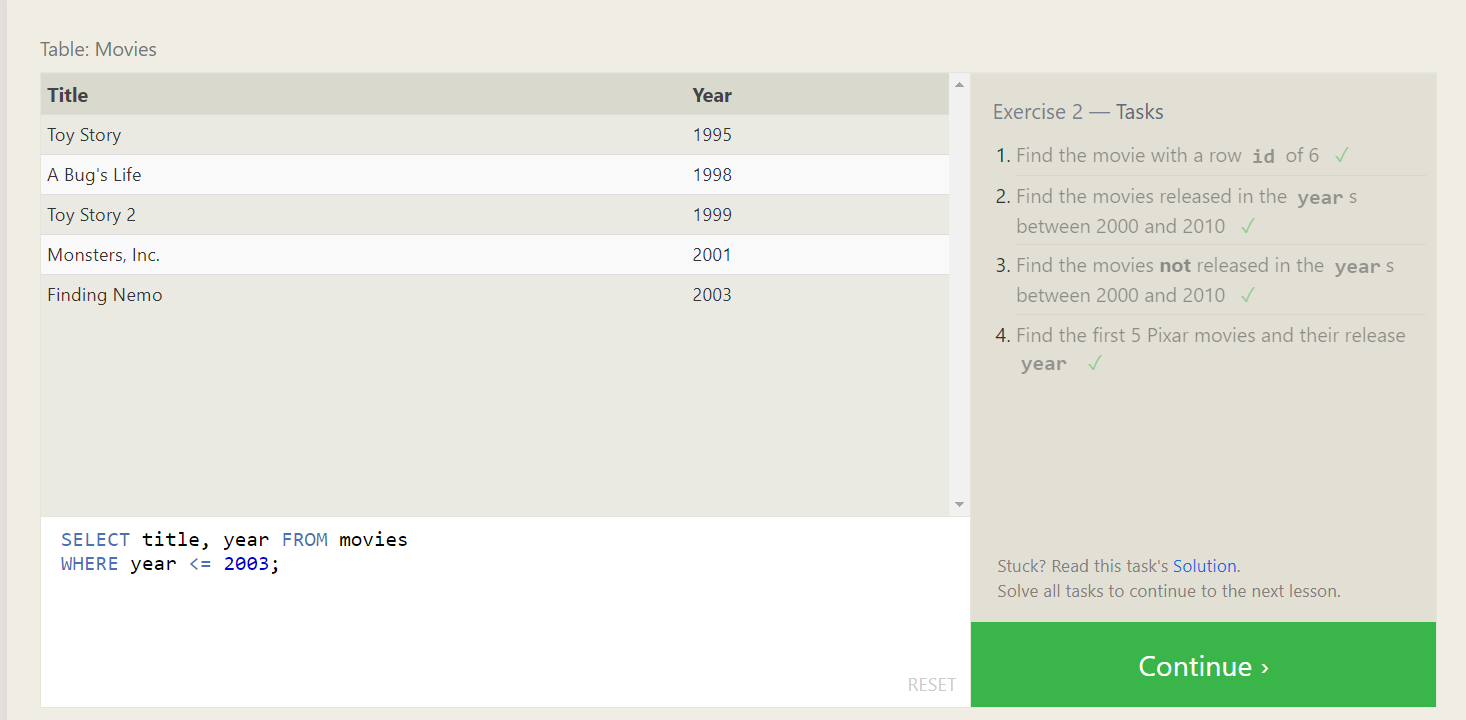 Table: Movies
Title Year
Toy Story 1995
A Bug's Life 1998
Toy Story 2 1999
Monsters, Inc. 2001
Finding Nemo 2003
SELECT title, year FROM movies
WHERE year <= 2003;
RESET
Exercise 2 — Tasks
1. Find the movie with a row id of 6 ✓
2. Find the movies released in the year s
between 2000 and 2010 ✓
3. Find the movies not released in the year s
between 2000 and 2010 ✓
4. Find the first 5 Pixar movies and their release
year ✓
Stuck? Read this task's Solution.
Solve all tasks to continue to the next lesson.
Continue ›